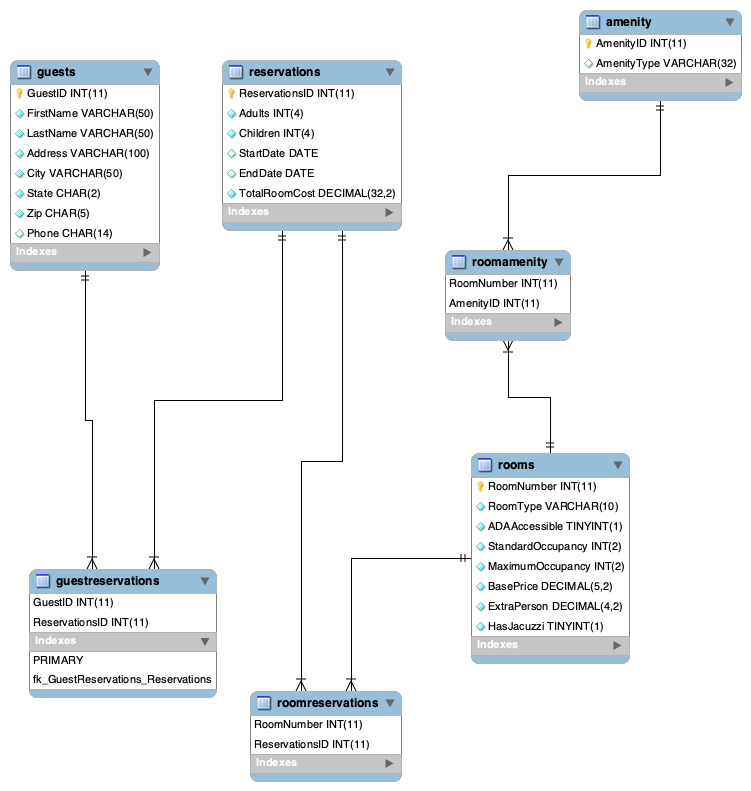 guests
GuestID INT(11)
FirstName VARCHAR(50)
LastName VARCHAR(50)
Address VARCHAR(100)
City VARCHAR(50)
State CHAR(2)
Zip CHAR(5)
Phone CHAR(14)
Indexes
reservations
ReservationsID INT(11)
Adults INT(4)
Children INT(4)
StartDate DATE
EndDate DATE
TotalRoomCost DECIMAL(32,2)
Indexes
amenity
AmenityID INT(11)
AmenityType VARCHAR(32)
Indexes
roomamenity
RoomNumber INT(11)
AmenityID INT(11)
Indexes
rooms
RoomNumber INT(11)
RoomType VARCHAR(10)
ADAAccessible TINYINT(1)
StandardOccupancy INT(2)
MaximumOccupancy INT(2)
BasePrice DECIMAL(5,2)
ExtraPerson DECIMAL(4,2)
HasJacuzzi TINYINT(1)
Indexes
guestreservations
GuestID INT(11)
ReservationsID INT(11)
Indexes
PRIMARY
fk_GuestReservations_Reservations
roomreservations
RoomNumber INT(11)
ReservationsID INT(11)
Indexes